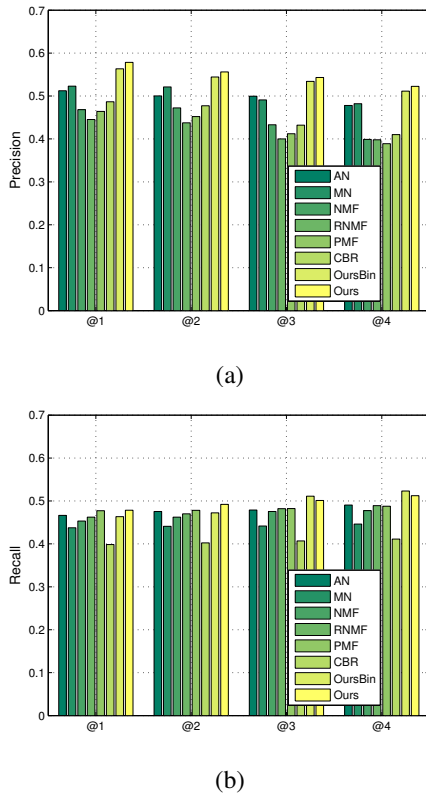 0.7
0.6
0.5
0.4
0.3
0.2
0.1
0
Precision
@1 @2 @3 @4
AN
MN
NMF
RNMF
PMF
CBR
OursBin
Ours
(a)
0.7
0.6
0.5
0.4
0.3
0.2
0.1
0
Recall
@1 @2 @3 @4
AN
MN
NMF
RNMF
PMF
CBR
OursBin
Ours
(b)